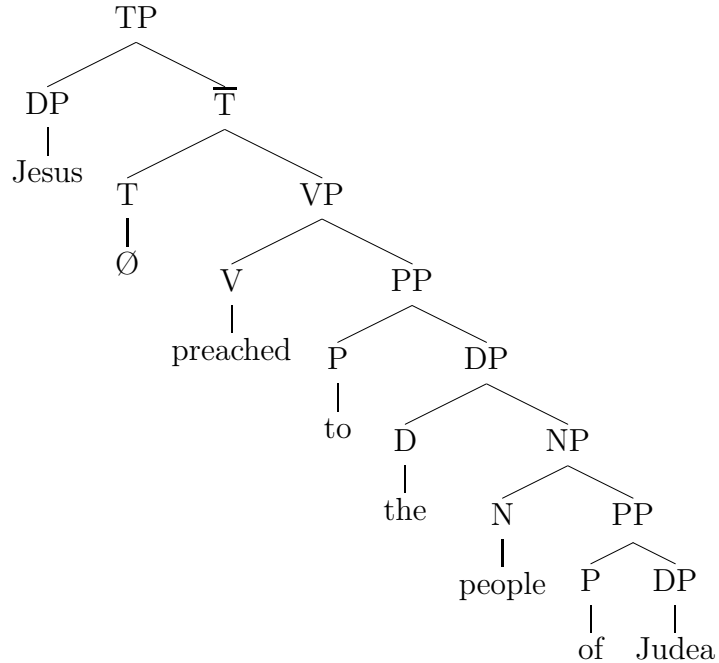 TP
DP T̅
Jesus
T VP
Ø
V PP
preached
P DP
to
D NP
the
N PP
people
P DP
of Judea